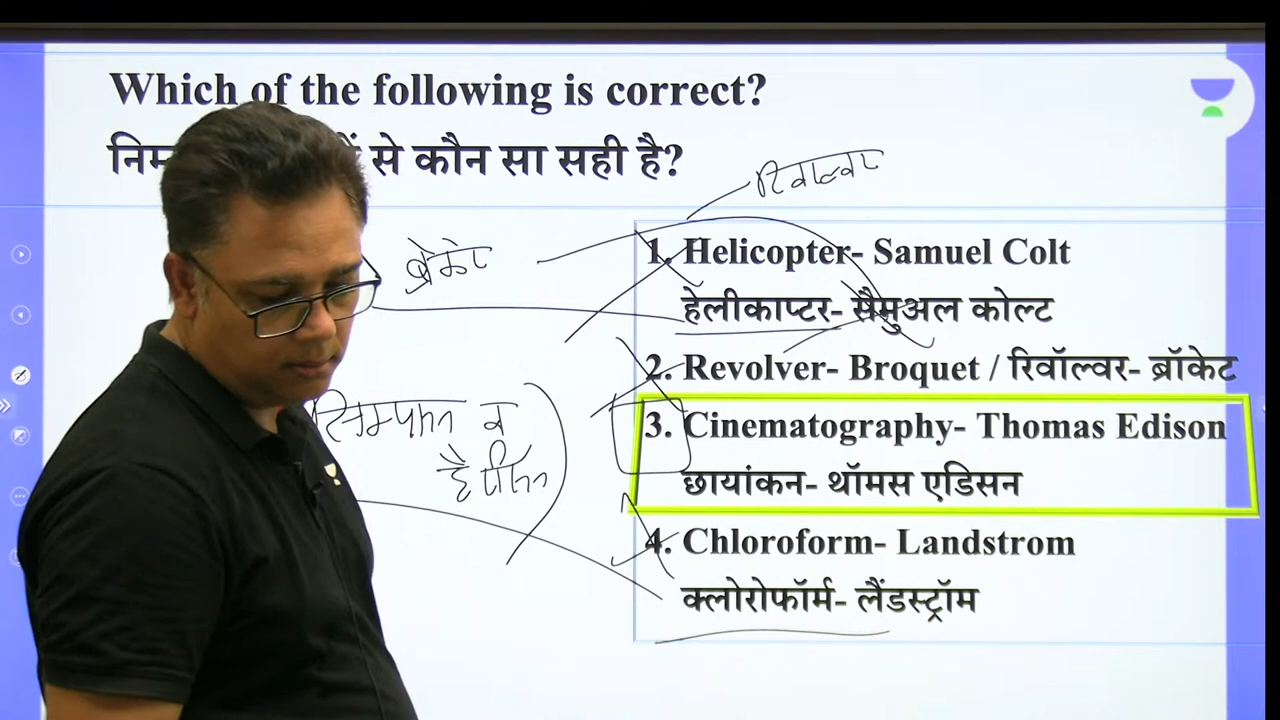 Which of the following is correct?
से कौन सा सही है?
रिवाल्वर
ब्रोकेट
1. Helicopter- Samuel Colt
हेलीकाप्टर- सैमुअल कोल्ट
2. Revolver- Broquet / रिवॉल्वर- ब्रॉकेट
3. Cinematography- Thomas Edison
छायांकन- थॉमस एडिसन
सिम्पसन व
4. Chloroform- Landstrom
क्लोरोफॉर्म- लैंडस्ट्रॉम